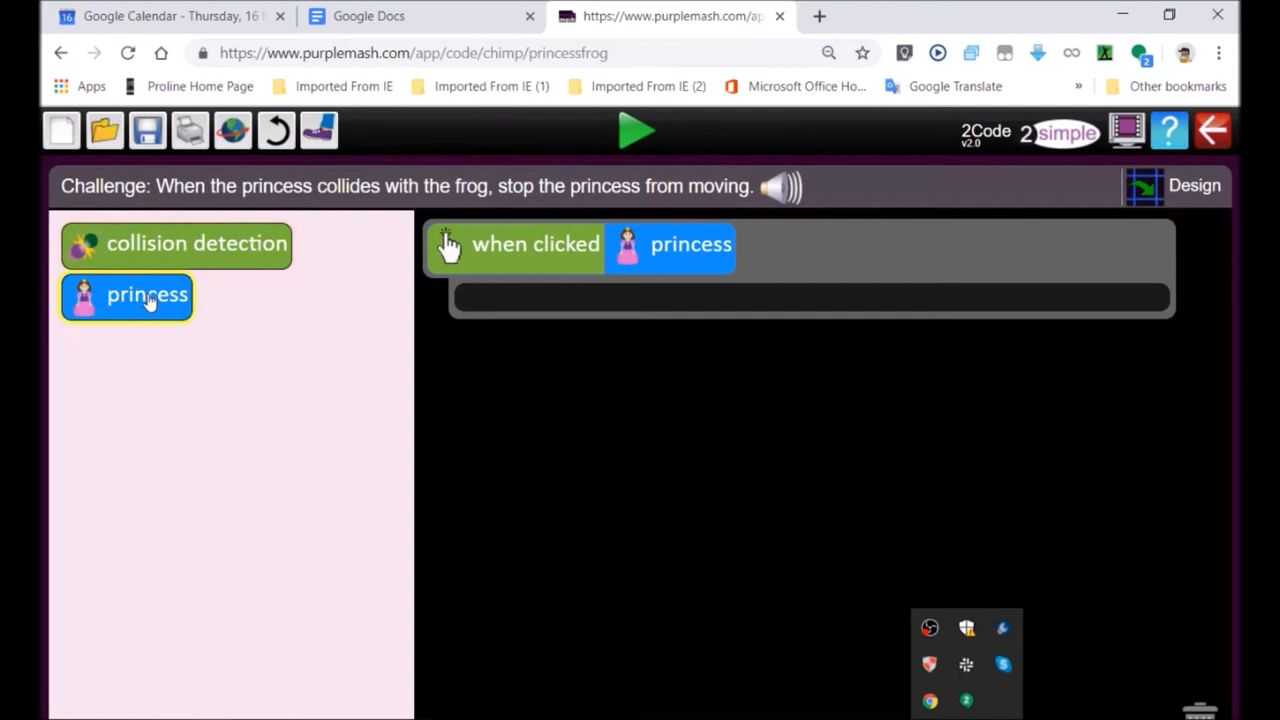 Google Calendar - Thursday, 16
Google Docs
https://www.purplemash.com/ap
https://www.purplemash.com/app/code/chimp/princessfrog
2
Apps
Proline Home Page
Imported From IE
Imported From IE (1)
Imported From IE (2)
Microsoft Office Ho...
Google Translate
»
Other bookmarks
2Code
v2.0
2simple
?
Challenge: When the princess collides with the frog, stop the princess from moving.
Design
collision detection
when clicked princess
princess
2